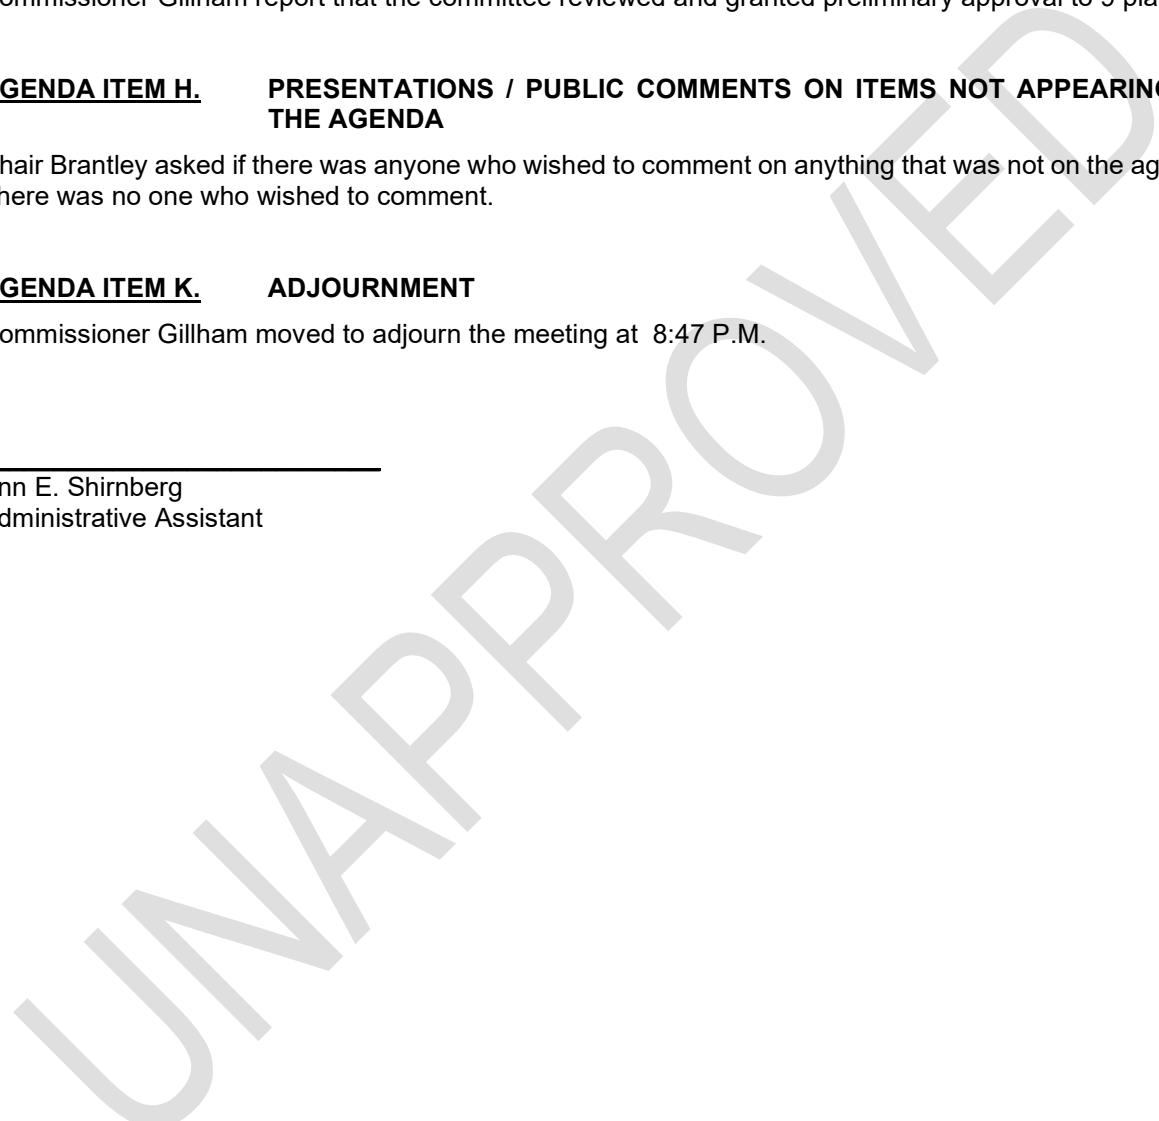 ommissioner Gillham report that the committee reviewed and granted preliminary approval to 9 pla
GENDA ITEM H. PRESENTATIONS / PUBLIC COMMENTS ON ITEMS NOT APPEARING
THE AGENDA
hair Brantley asked if there was anyone who wished to comment on anything that was not on the ag
here was no one who wished to comment.
GENDA ITEM K. ADJOURNMENT
ommissioner Gillham moved to adjourn the meeting at 8:47 P.M.
nn E. Shirnberg
dministrative Assistant
UNAPPROVED